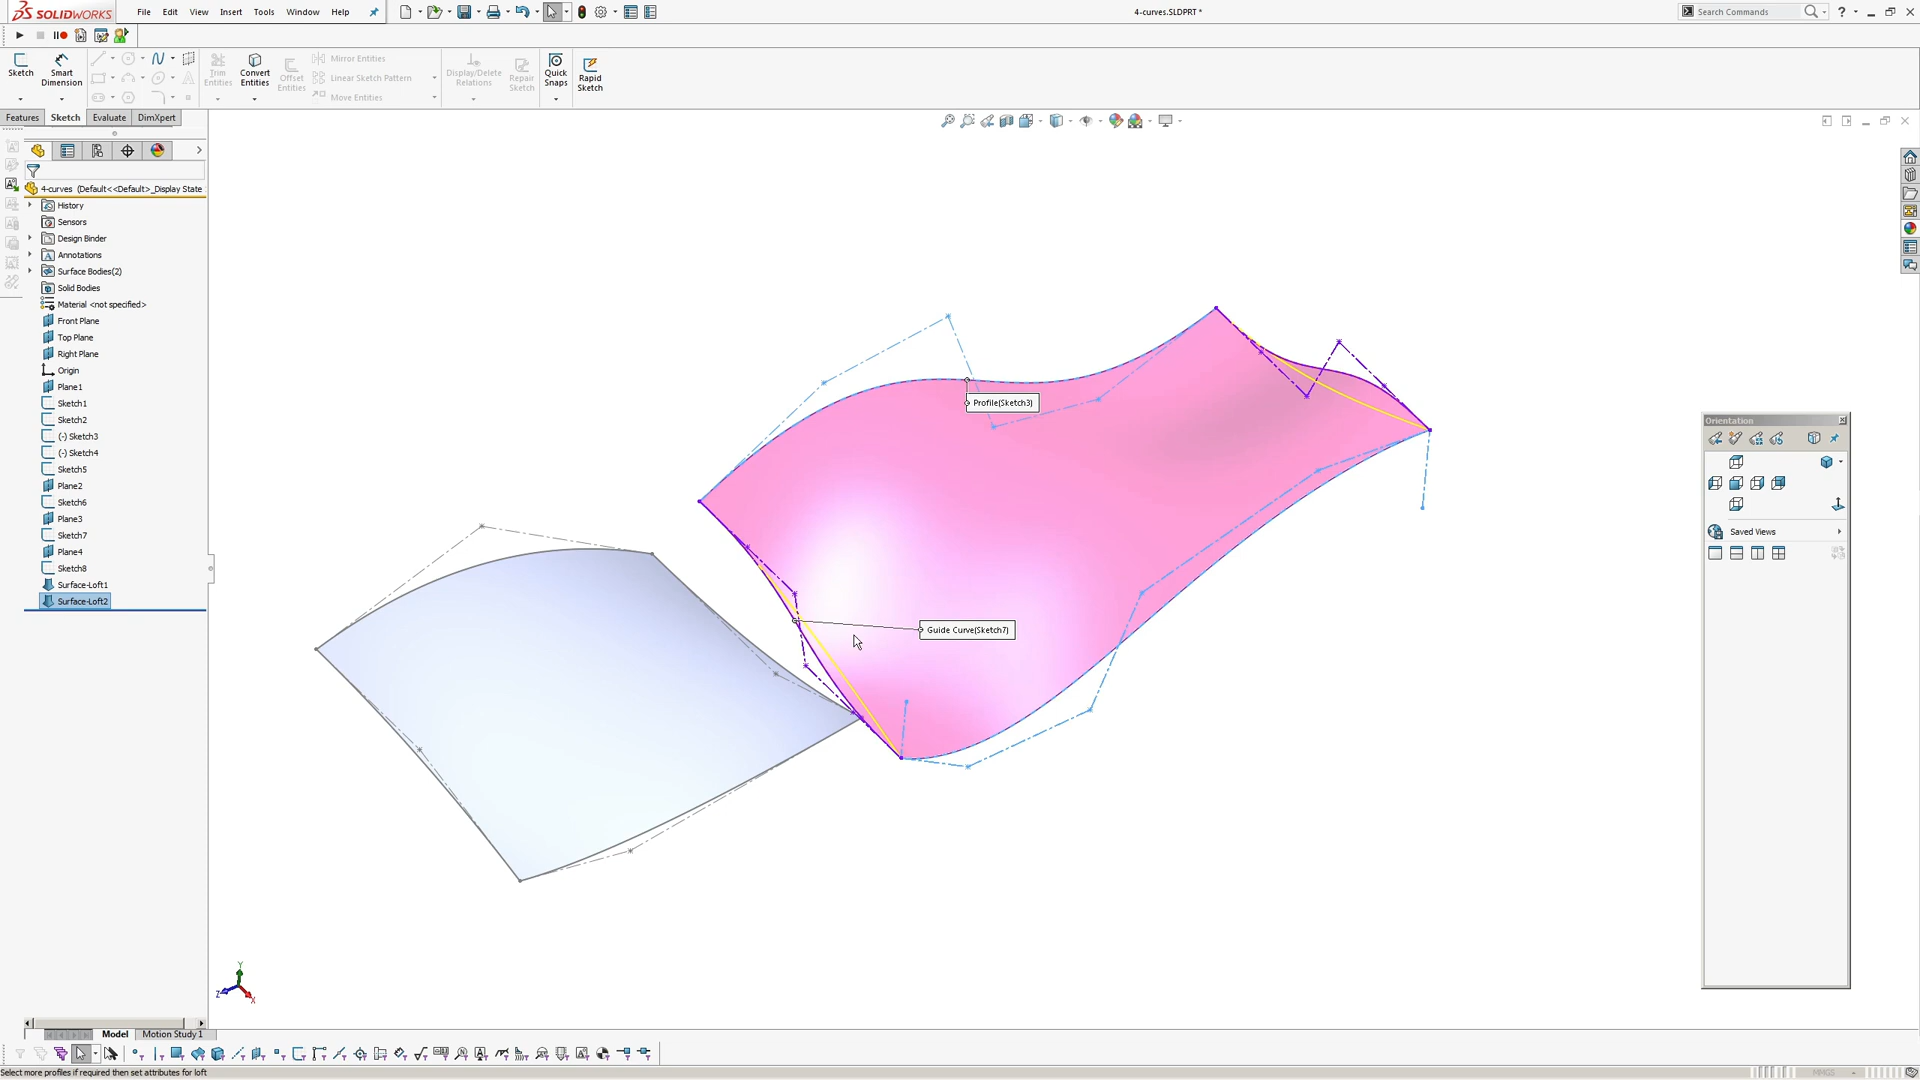 SOLIDWORKS File Edit View Insert Tools Window Help 4-curves.SLDPRT * Search Commands ?
Sketch Smart Dimension Trim Entities Convert Entities Offset Entities Mirror Entities Linear Sketch Pattern Move Entities Display/Delete Relations Repair Sketch Quick Snaps Rapid Sketch
Features Sketch Evaluate DimXpert
4-curves (Default<<Default>_Display State
History
Sensors
Design Binder
Annotations
Surface Bodies(2)
Solid Bodies
Material <not specified>
Front Plane
Top Plane
Right Plane
Origin
Plane1
Sketch1
Sketch2
(-) Sketch3
(-) Sketch4
Sketch5
Plane2
Sketch6
Plane3
Sketch7
Plane4
Sketch8
Surface-Loft1
Surface-Loft2
Profile(Sketch3)
Guide Curve(Sketch7)
Orientation
Saved Views
Y
Z
X
Model Motion Study 1
Select more profiles if required then set attributes for loft
MMGS